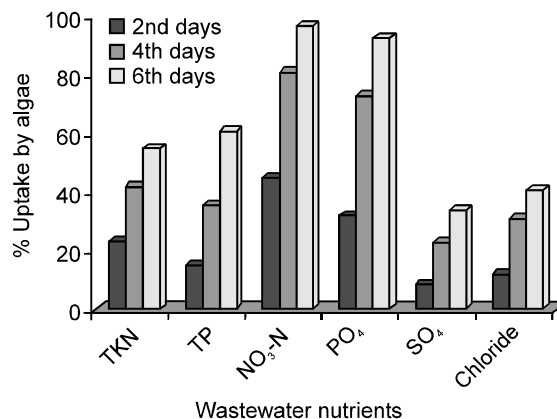 100
80
60
40
20
0
% Uptake by algae
2nd days
4th days
6th days
TKN
TP
NO₃-N
PO₄
SO₄
Chloride
Wastewater nutrients